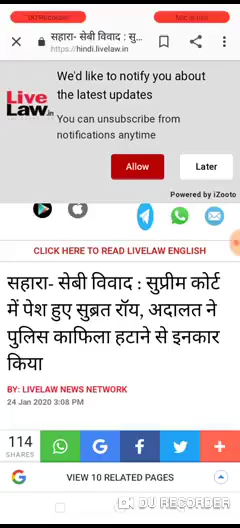 सहारा- सेबी विवाद : सु...
https://hindi.livelaw.in
We'd like to notify you about
the latest updates
Live
Law.in
You can unsubscribe from
notifications anytime
Allow
Later
Powered by iZooto
CLICK HERE TO READ LIVELAW ENGLISH
सहारा- सेबी विवाद : सुप्रीम कोर्ट
में पेश हुए सुब्रत रॉय, अदालत ने
पुलिस काफिला हटाने से इनकार
किया
BY: LIVELAW NEWS NETWORK
24 Jan 2020 3:08 PM
114
SHARES
VIEW 10 RELATED PAGES
DU RECORDER